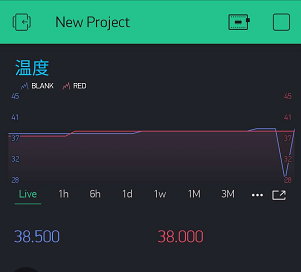 New Project
温度
BLANK RED
45 45
41 41
37 37
32 32
28 28
Live 1h 6h 1d 1w 1M 3M
38.500 38.000